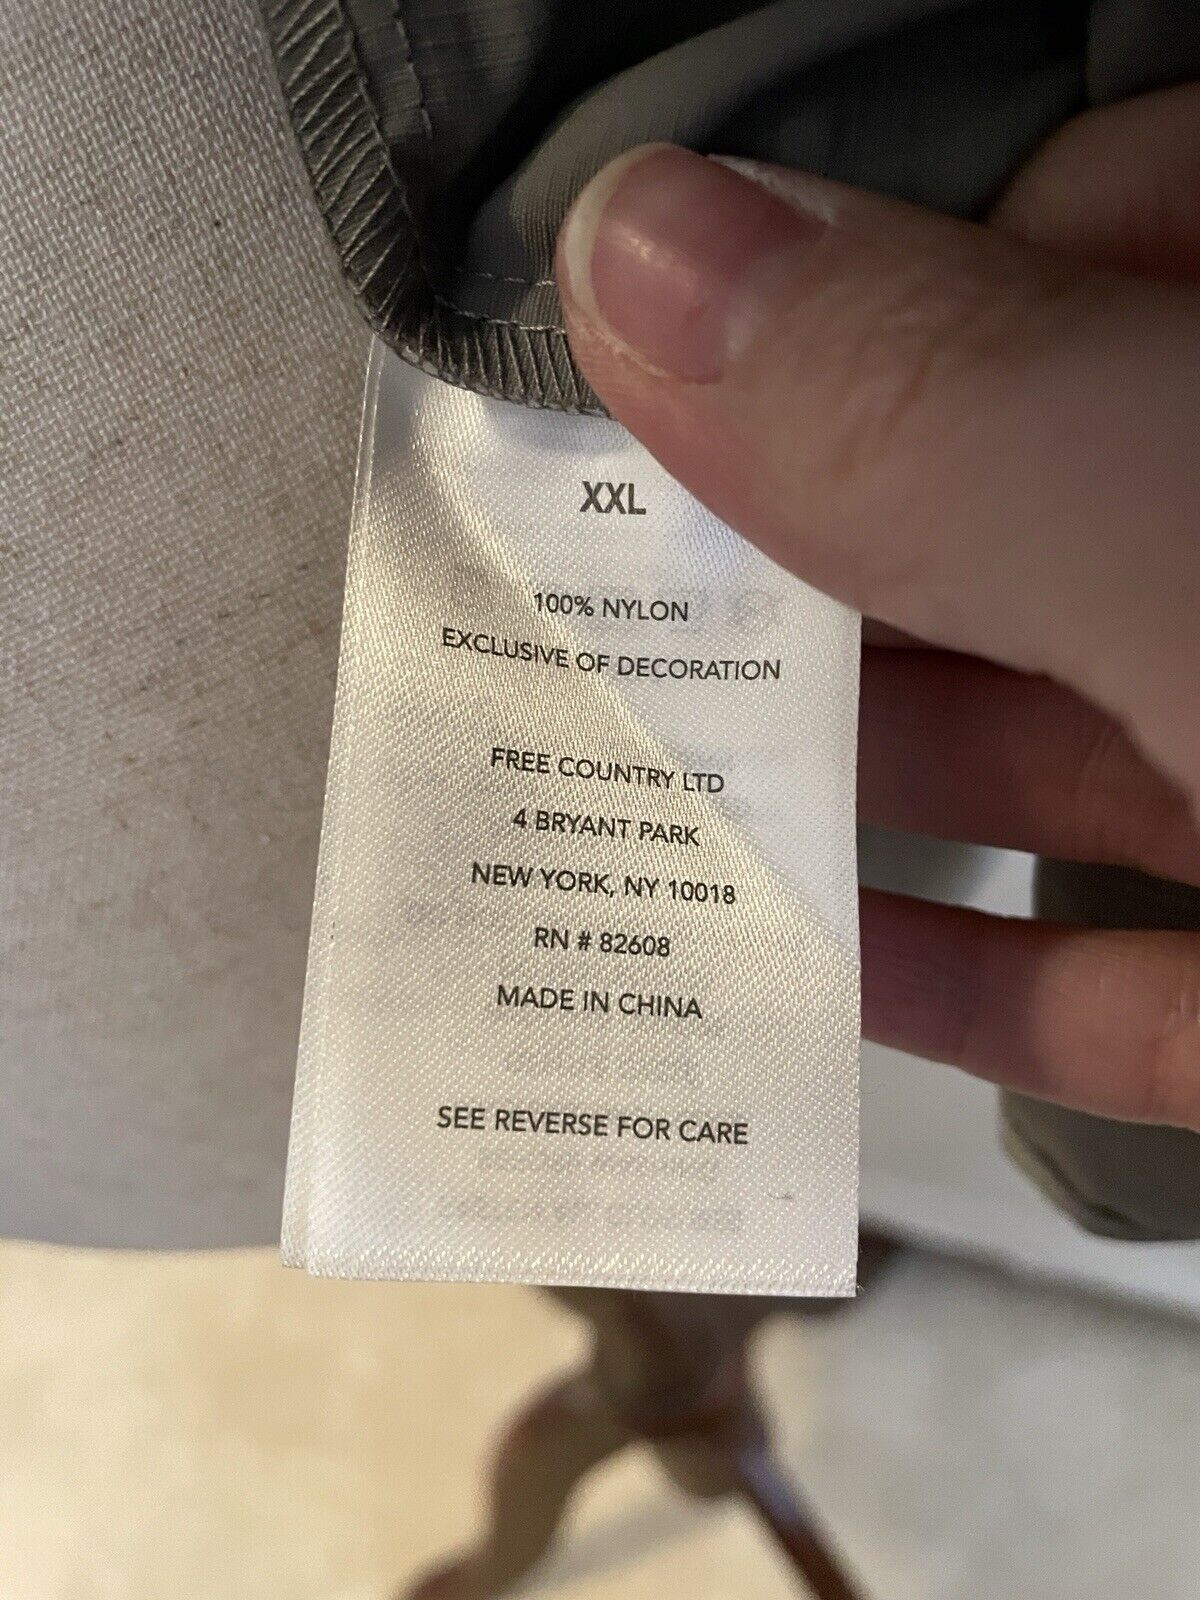 XXL
100% NYLON
EXCLUSIVE OF DECORATION
FREE COUNTRY LTD
4 BRYANT PARK
NEW YORK, NY 10018
RN # 82608
MADE IN CHINA
SEE REVERSE FOR CARE